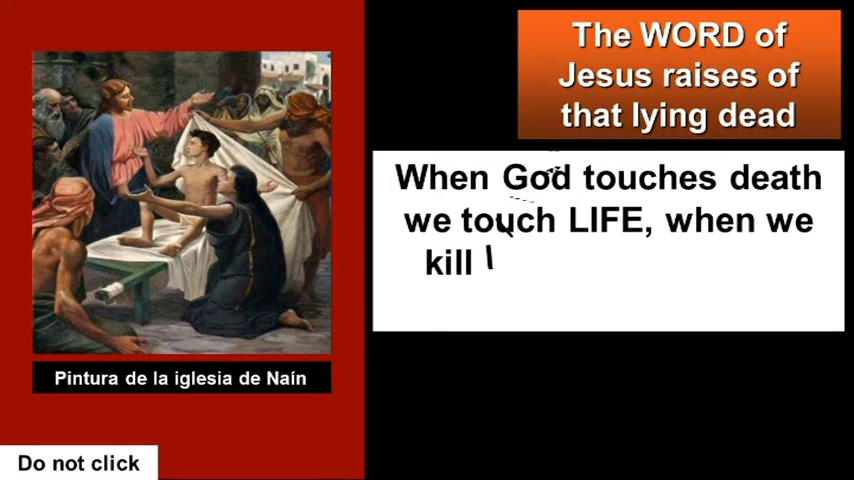 The WORD of
Jesus raises of
that lying dead
When God touches death
we touch LIFE, when we
kill
Pintura de la iglesia de Naín
Do not click